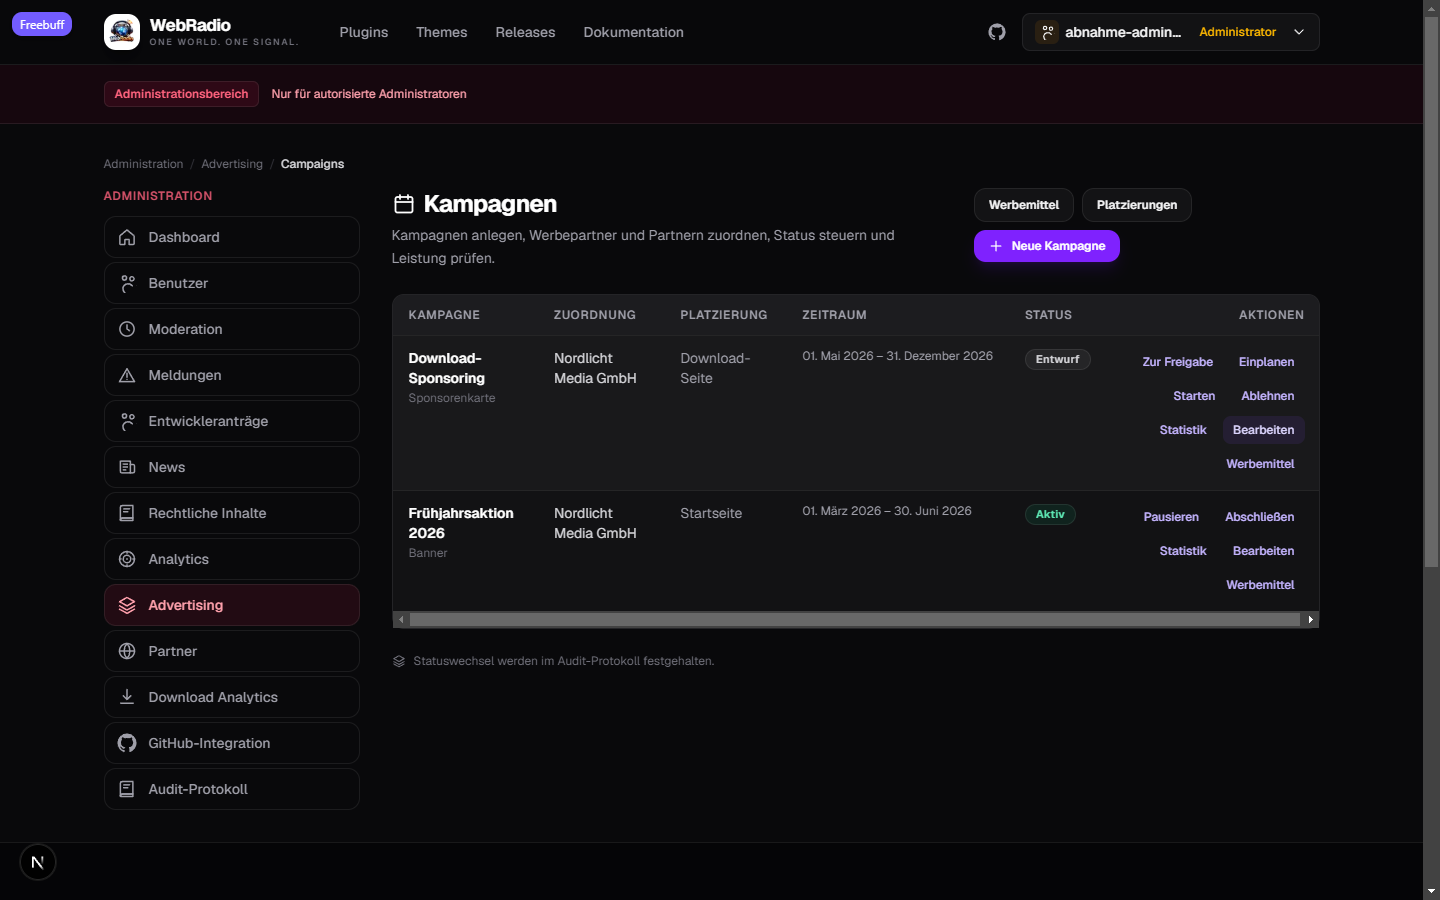 Freebuff
WebRadio
ONE WORLD. ONE SIGNAL.
Plugins
Themes
Releases
Dokumentation
abnahme-admin...
Administrator
Administrationsbereich
Nur für autorisierte Administratoren
Administration / Advertising / Campaigns
ADMINISTRATION
Dashboard
Benutzer
Moderation
Meldungen
Entwickleranträge
News
Rechtliche Inhalte
Analytics
Advertising
Partner
Download Analytics
GitHub-Integration
Audit-Protokoll
Kampagnen
Kampagnen anlegen, Werbepartner und Partnern zuordnen, Status steuern und
Leistung prüfen.
Werbemittel
Platzierungen
Neue Kampagne
KAMPAGNE
ZUORDNUNG
PLATZIERUNG
ZEITRAUM
STATUS
AKTIONEN
Download-
Sponsoring
Sponsorenkarte
Nordlicht
Media GmbH
Download-
Seite
01. Mai 2026 – 31. Dezember 2026
Entwurf
Zur Freigabe
Einplanen
Starten
Ablehnen
Statistik
Bearbeiten
Werbemittel
Frühjahrsaktion
2026
Banner
Nordlicht
Media GmbH
Startseite
01. März 2026 – 30. Juni 2026
Aktiv
Pausieren
Abschließen
Statistik
Bearbeiten
Werbemittel
Statuswechsel werden im Audit-Protokoll festgehalten.
N